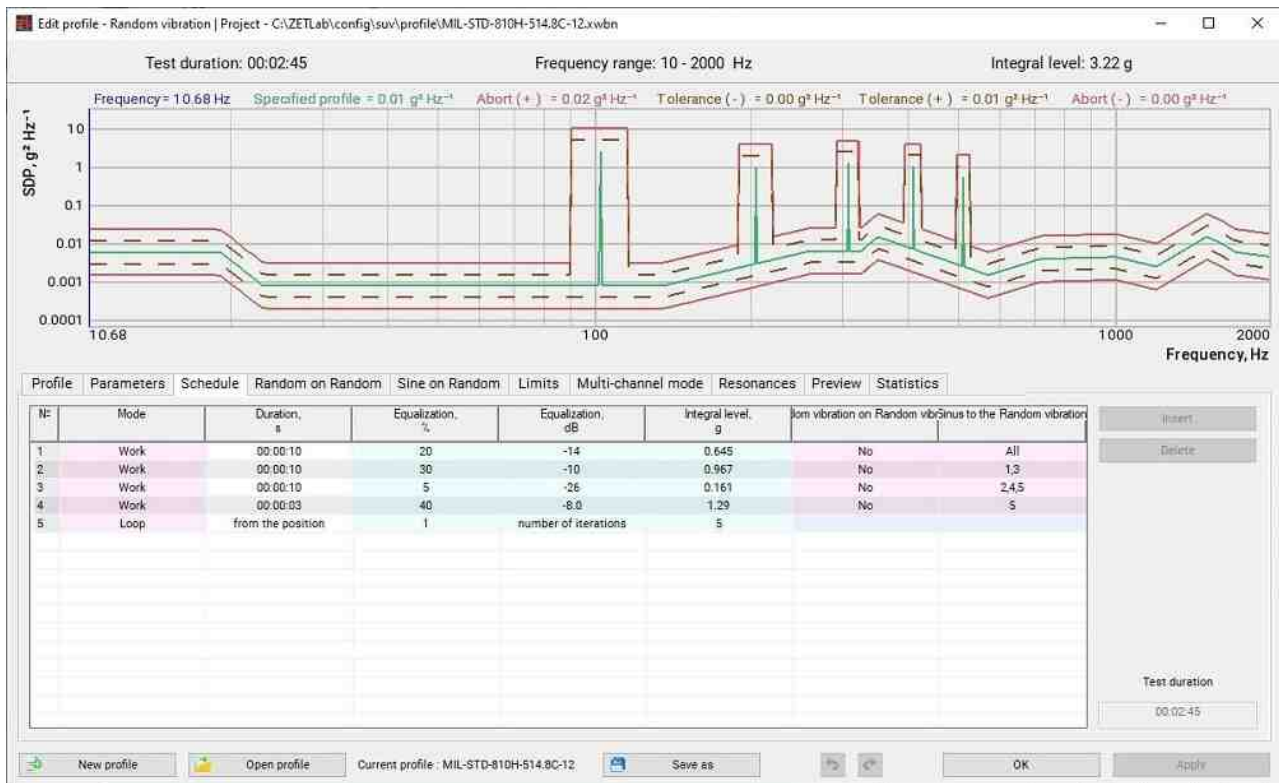 Edit profile - Random vibration | Project - C:\ZETLab\config\suv\profile\MIL-STD-810H-514.8C-12.xwbn
Test duration: 00:02:45 Frequency range: 10 - 2000 Hz Integral level: 3.22 g
Frequency = 10.68 Hz Specified profile = 0.01 g² Hz⁻¹ Abort ( + ) = 0.02 g² Hz⁻¹ Tolerance ( - ) = 0.00 g² Hz⁻¹ Tolerance ( + ) = 0.01 g² Hz⁻¹ Abort ( - ) = 0.00 g² Hz⁻¹
SDP, g² Hz⁻¹
10
1
0.1
0.01
0.001
0.0001
10.68 100 1000 2000
Frequency, Hz
Profile Parameters Schedule Random on Random Sine on Random Limits Multi-channel mode Resonances Preview Statistics
№ Mode Duration, s Equalization, % Equalization, dB Integral level, g lom vibration on Random vibr Sinus to the Random vibration
1 Work 00:00:10 20 -14 0.645 No All
2 Work 00:00:10 30 -10 0.967 No 1,3
3 Work 00:00:10 5 -26 0.161 No 2,4,5
4 Work 00:00:03 40 -8.0 1.29 No 5
5 Loop from the position 1 number of iterations 5
Insert
Delete
Test duration
00:02:45
New profile Open profile Current profile : MIL-STD-810H-514.8C-12 Save as OK Apply